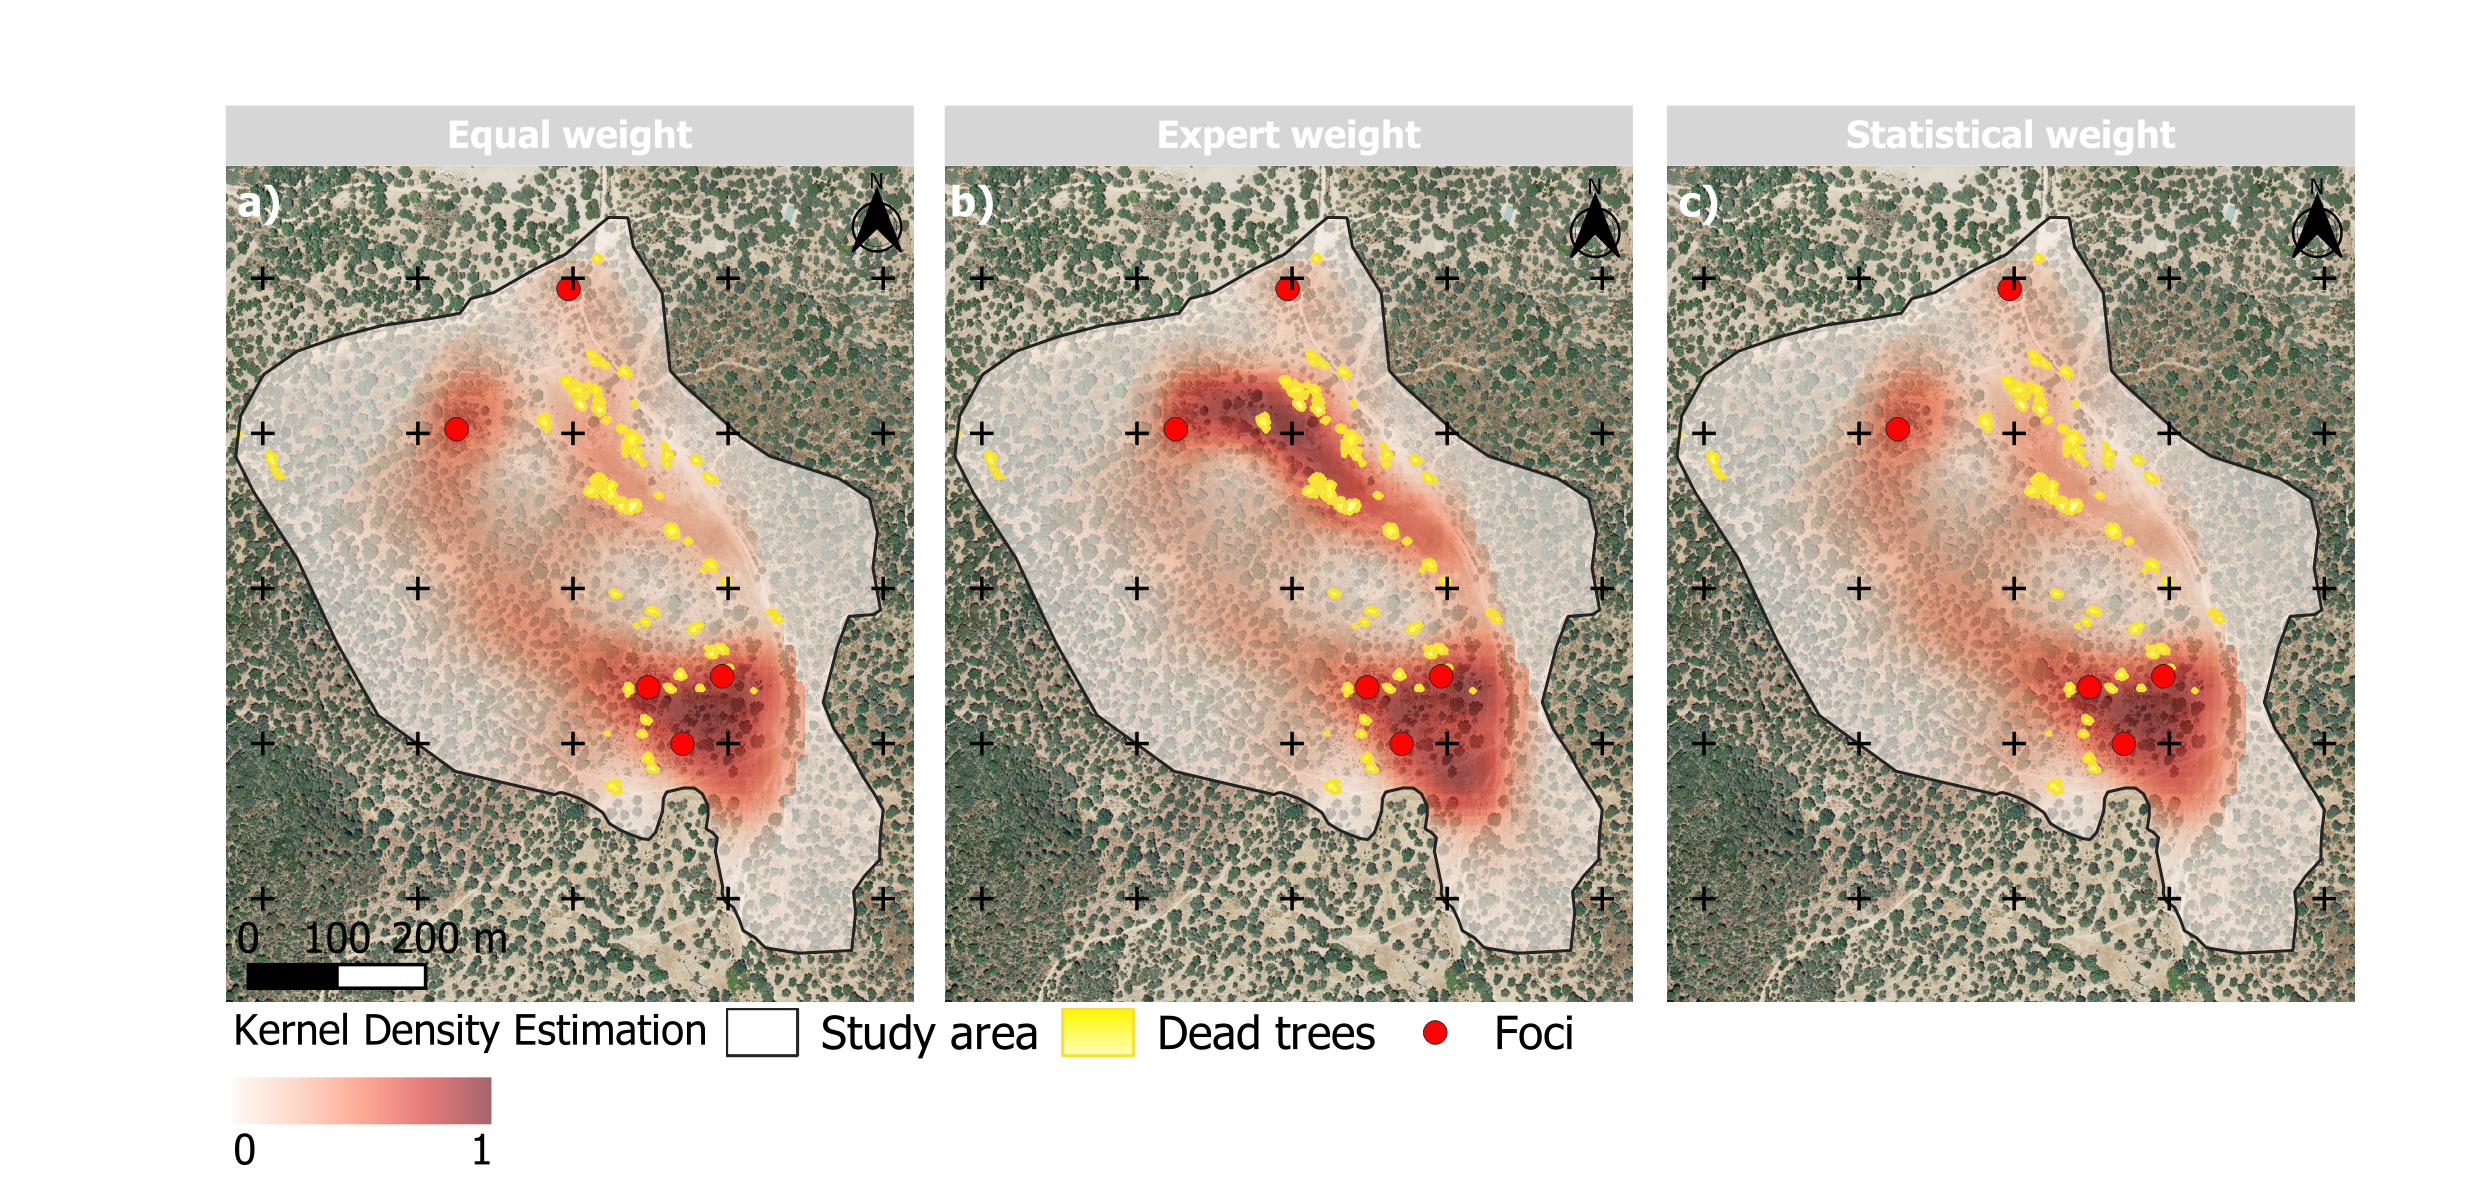 Equal weight
Expert weight
Statistical weight
a)
N
b)
N
c)
N
0 100 200 m
Kernel Density Estimation
Study area
Dead trees
Foci
0 1